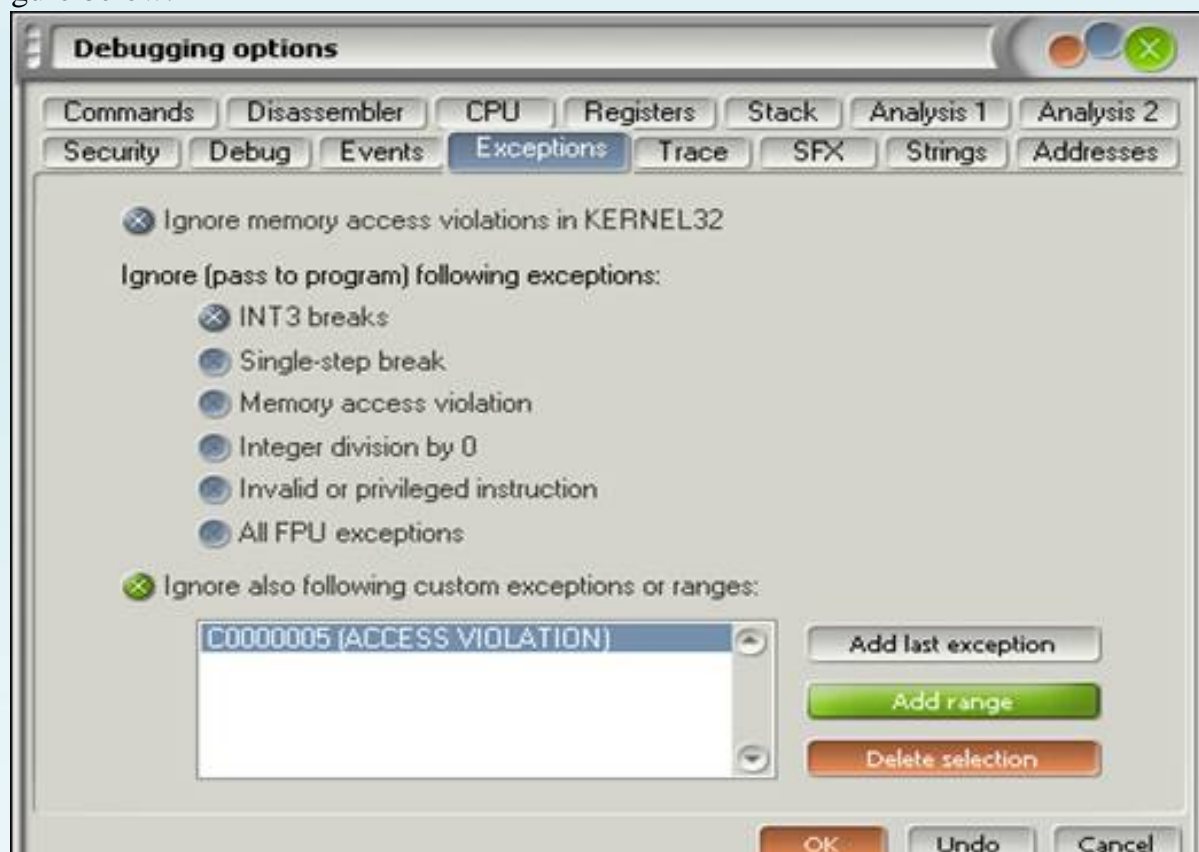 Debugging options
Commands Disassembler CPU Registers Stack Analysis 1 Analysis 2
Security Debug Events Exceptions Trace SFX Strings Addresses
Ignore memory access violations in KERNEL32
Ignore (pass to program) following exceptions:
INT3 breaks
Single-step break
Memory access violation
Integer division by 0
Invalid or privileged instruction
All FPU exceptions
Ignore also following custom exceptions or ranges:
C0000005 (ACCESS VIOLATION)
Add last exception
Add range
Delete selection
OK Undo Cancel